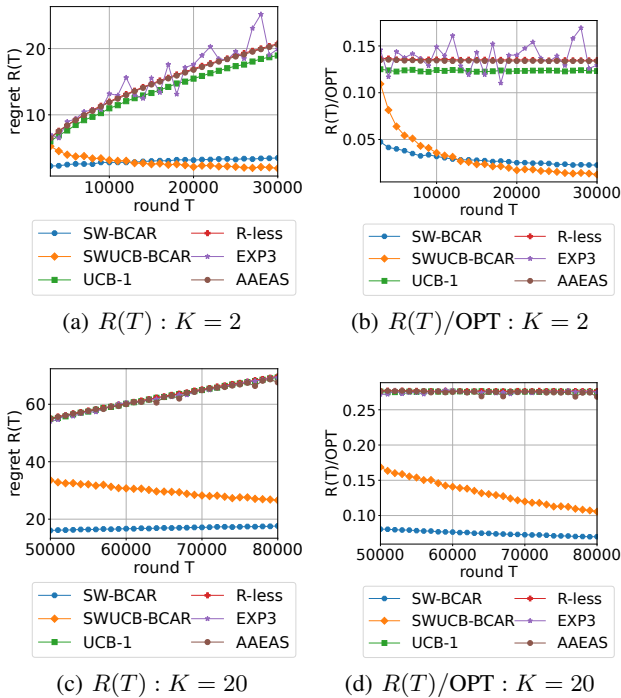 regret R(T)
20
10
10000 20000 30000
round T
SW-BCAR R-less
SWUCB-BCAR EXP3
UCB-1 AAEAS
(a) R(T) : K = 2
R(T)/OPT
0.15
0.10
0.05
10000 20000 30000
round T
SW-BCAR R-less
SWUCB-BCAR EXP3
UCB-1 AAEAS
(b) R(T)/OPT : K = 2
regret R(T)
60
40
20
50000 60000 70000 80000
round T
SW-BCAR R-less
SWUCB-BCAR EXP3
UCB-1 AAEAS
(c) R(T) : K = 20
R(T)/OPT
0.25
0.20
0.15
0.10
50000 60000 70000 80000
round T
SW-BCAR R-less
SWUCB-BCAR EXP3
UCB-1 AAEAS
(d) R(T)/OPT : K = 20